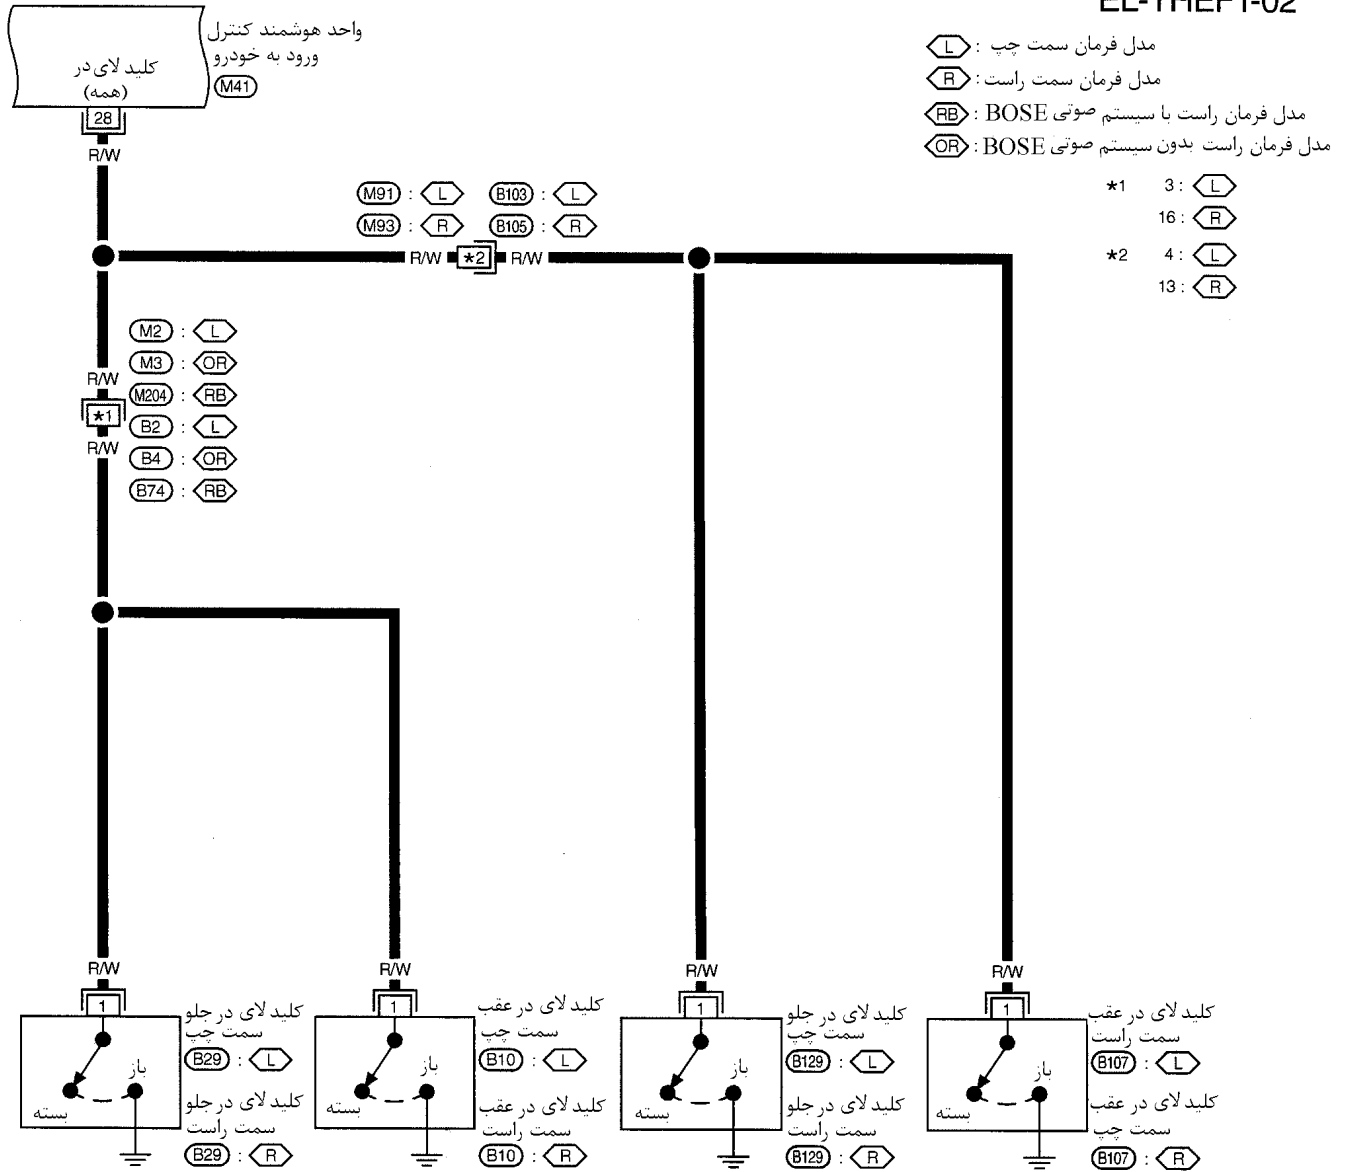 EL-THEFT-02
واحد هوشمند کنترل
ورود به خودرو
M41
کلید لای در
(همه)
28
R/W
مدل فرمان سمت چپ : L
مدل فرمان سمت راست : R
مدل فرمان راست با سیستم صوتی BOSE : RB
مدل فرمان راست بدون سیستم صوتی BOSE : OR
*1 3 : L
16 : R
*2 4 : L
13 : R
M91 : L B103 : L
M93 : R B105 : R
R/W *2 R/W
M2 : L
M3 : OR
M204 : RB
B2 : L
B4 : OR
B74 : RB
R/W
*1
R/W
R/W R/W R/W R/W
1 1 1 1
کلید لای در جلو
سمت چپ
B29 : L
باز
بسته
کلید لای در جلو
سمت راست
B29 : R
کلید لای در عقب
سمت چپ
B10 : L
باز
بسته
کلید لای در عقب
سمت راست
B10 : R
کلید لای در جلو
سمت چپ
B129 : L
باز
بسته
کلید لای در جلو
سمت راست
B129 : R
کلید لای در عقب
سمت راست
B107 : L
باز
بسته
کلید لای در عقب
سمت چپ
B107 : R